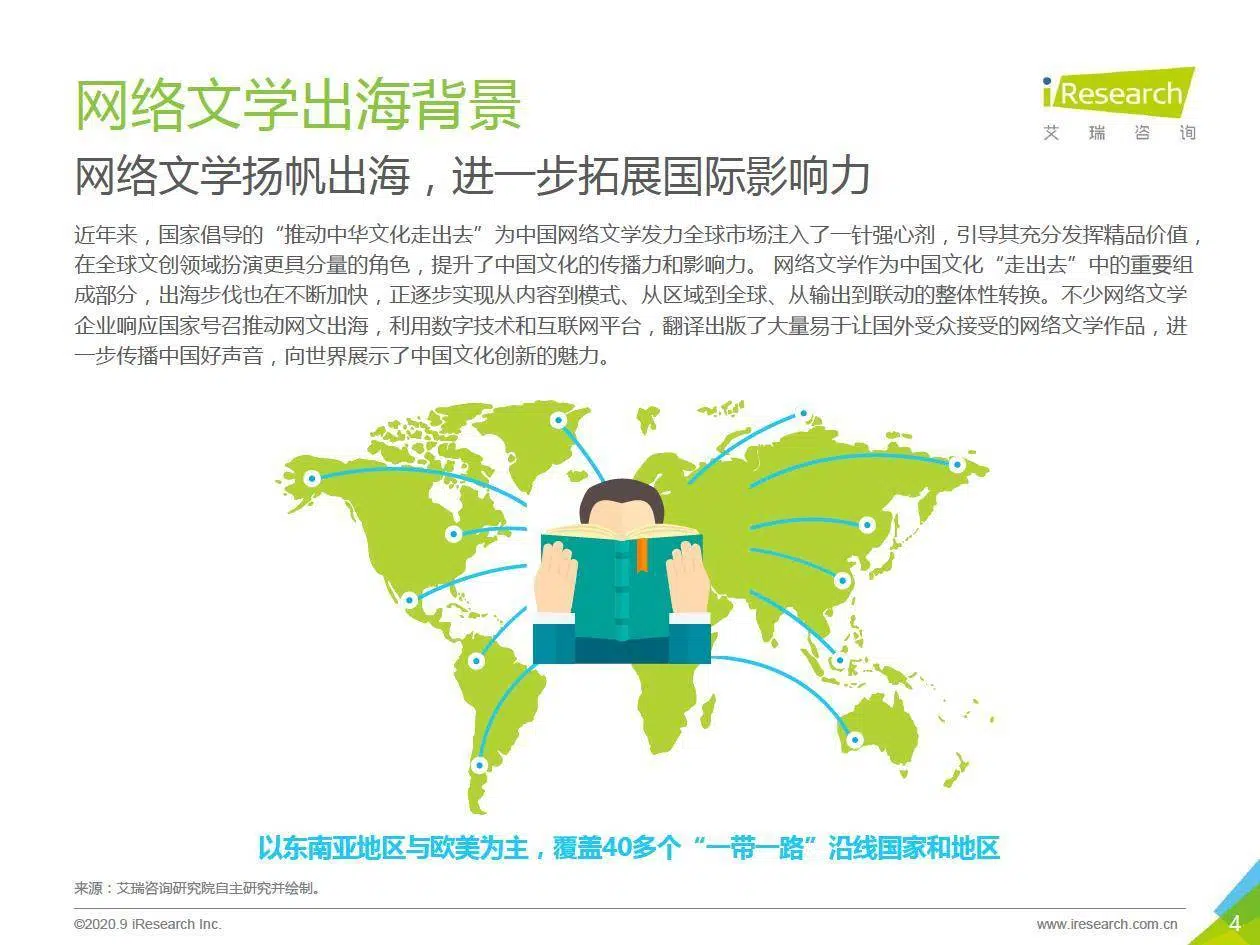 网络文学出海背景
iResearch
艾 瑞 咨 询
网络文学扬帆出海，进一步拓展国际影响力
近年来，国家倡导的“推动中华文化走出去”为中国网络文学发力全球市场注入了一针强心剂，引导其充分发挥精品价值，
在全球文创领域扮演更具分量的角色，提升了中国文化的传播力和影响力。 网络文学作为中国文化“走出去”中的重要组
成部分，出海步伐也在不断加快，正逐步实现从内容到模式、从区域到全球、从输出到联动的整体性转换。不少网络文学
企业响应国家号召推动网文出海，利用数字技术和互联网平台，翻译出版了大量易于让国外受众接受的网络文学作品，进
一步传播中国好声音，向世界展示了中国文化创新的魅力。
以东南亚地区与欧美为主，覆盖40多个“一带一路”沿线国家和地区
来源：艾瑞咨询研究院自主研究并绘制。
©2020.9 iResearch Inc.
www.iresearch.com.cn
4